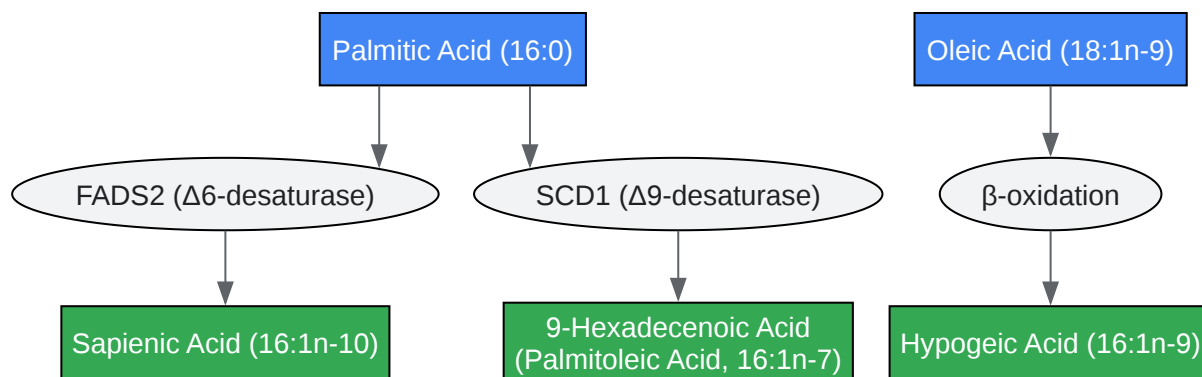 Palmitic Acid (16:0)
Oleic Acid (18:1n-9)
FADS2 (Δ6-desaturase)
SCD1 (Δ9-desaturase)
β-oxidation
Sapienic Acid (16:1n-10)
9-Hexadecenoic Acid
(Palmitoleic Acid, 16:1n-7)
Hypogeic Acid (16:1n-9)